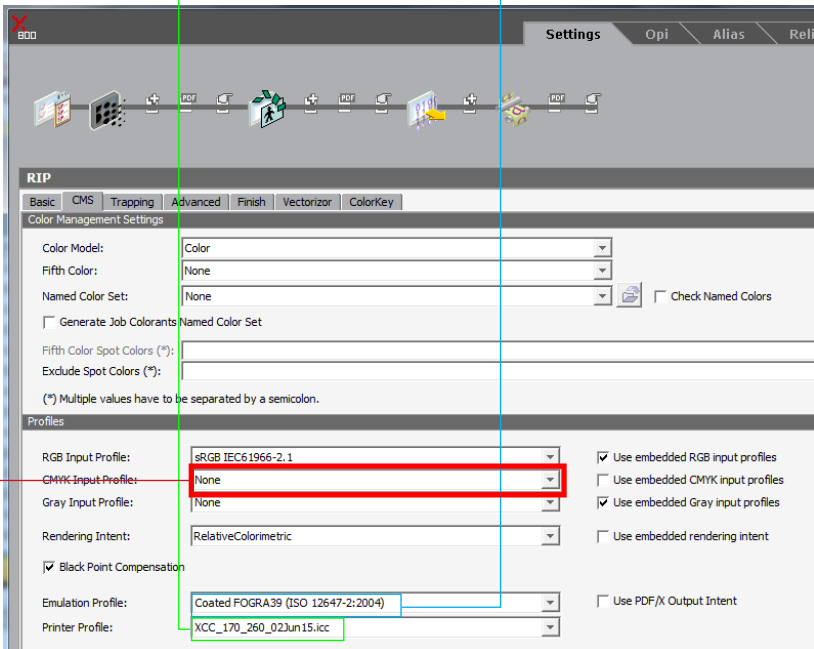 800
Settings Opi Alias Reli
PDF PDF PDF
RIP
Basic CMS Trapping Advanced Finish Vectorizor ColorKey
Color Management Settings
Color Model: Color
Fifth Color: None
Named Color Set: None Check Named Colors
Generate Job Colorants Named Color Set
Fifth Color Spot Colors (*):
Exclude Spot Colors (*):
(*) Multiple values have to be separated by a semicolon.
Profiles
RGB Input Profile: sRGB IEC61966-2.1 Use embedded RGB input profiles
CMYK Input Profile: None Use embedded CMYK input profiles
Gray Input Profile: None Use embedded Gray input profiles
Rendering Intent: RelativeColorimetric Use embedded rendering intent
Black Point Compensation
Emulation Profile: Coated FOGRA39 (ISO 12647-2:2004) Use PDF/X Output Intent
Printer Profile: XCC_170_260_02Jun15.icc